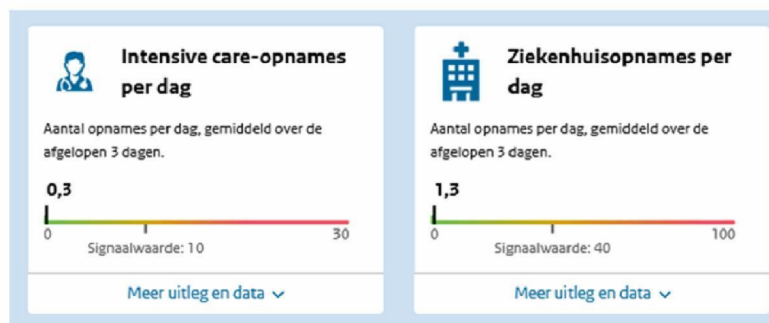 Intensive care-opnames
per dag
Aantal opnames per dag, gemiddeld over de
afgelopen 3 dagen.
0,3
0
30
Signaalwaarde: 10
Meer uitleg en data
Ziekenhuisopnames per
dag
Aantal opnames per dag, gemiddeld over de
afgelopen 3 dagen.
1,3
0
100
Signaalwaarde: 40
Meer uitleg en data